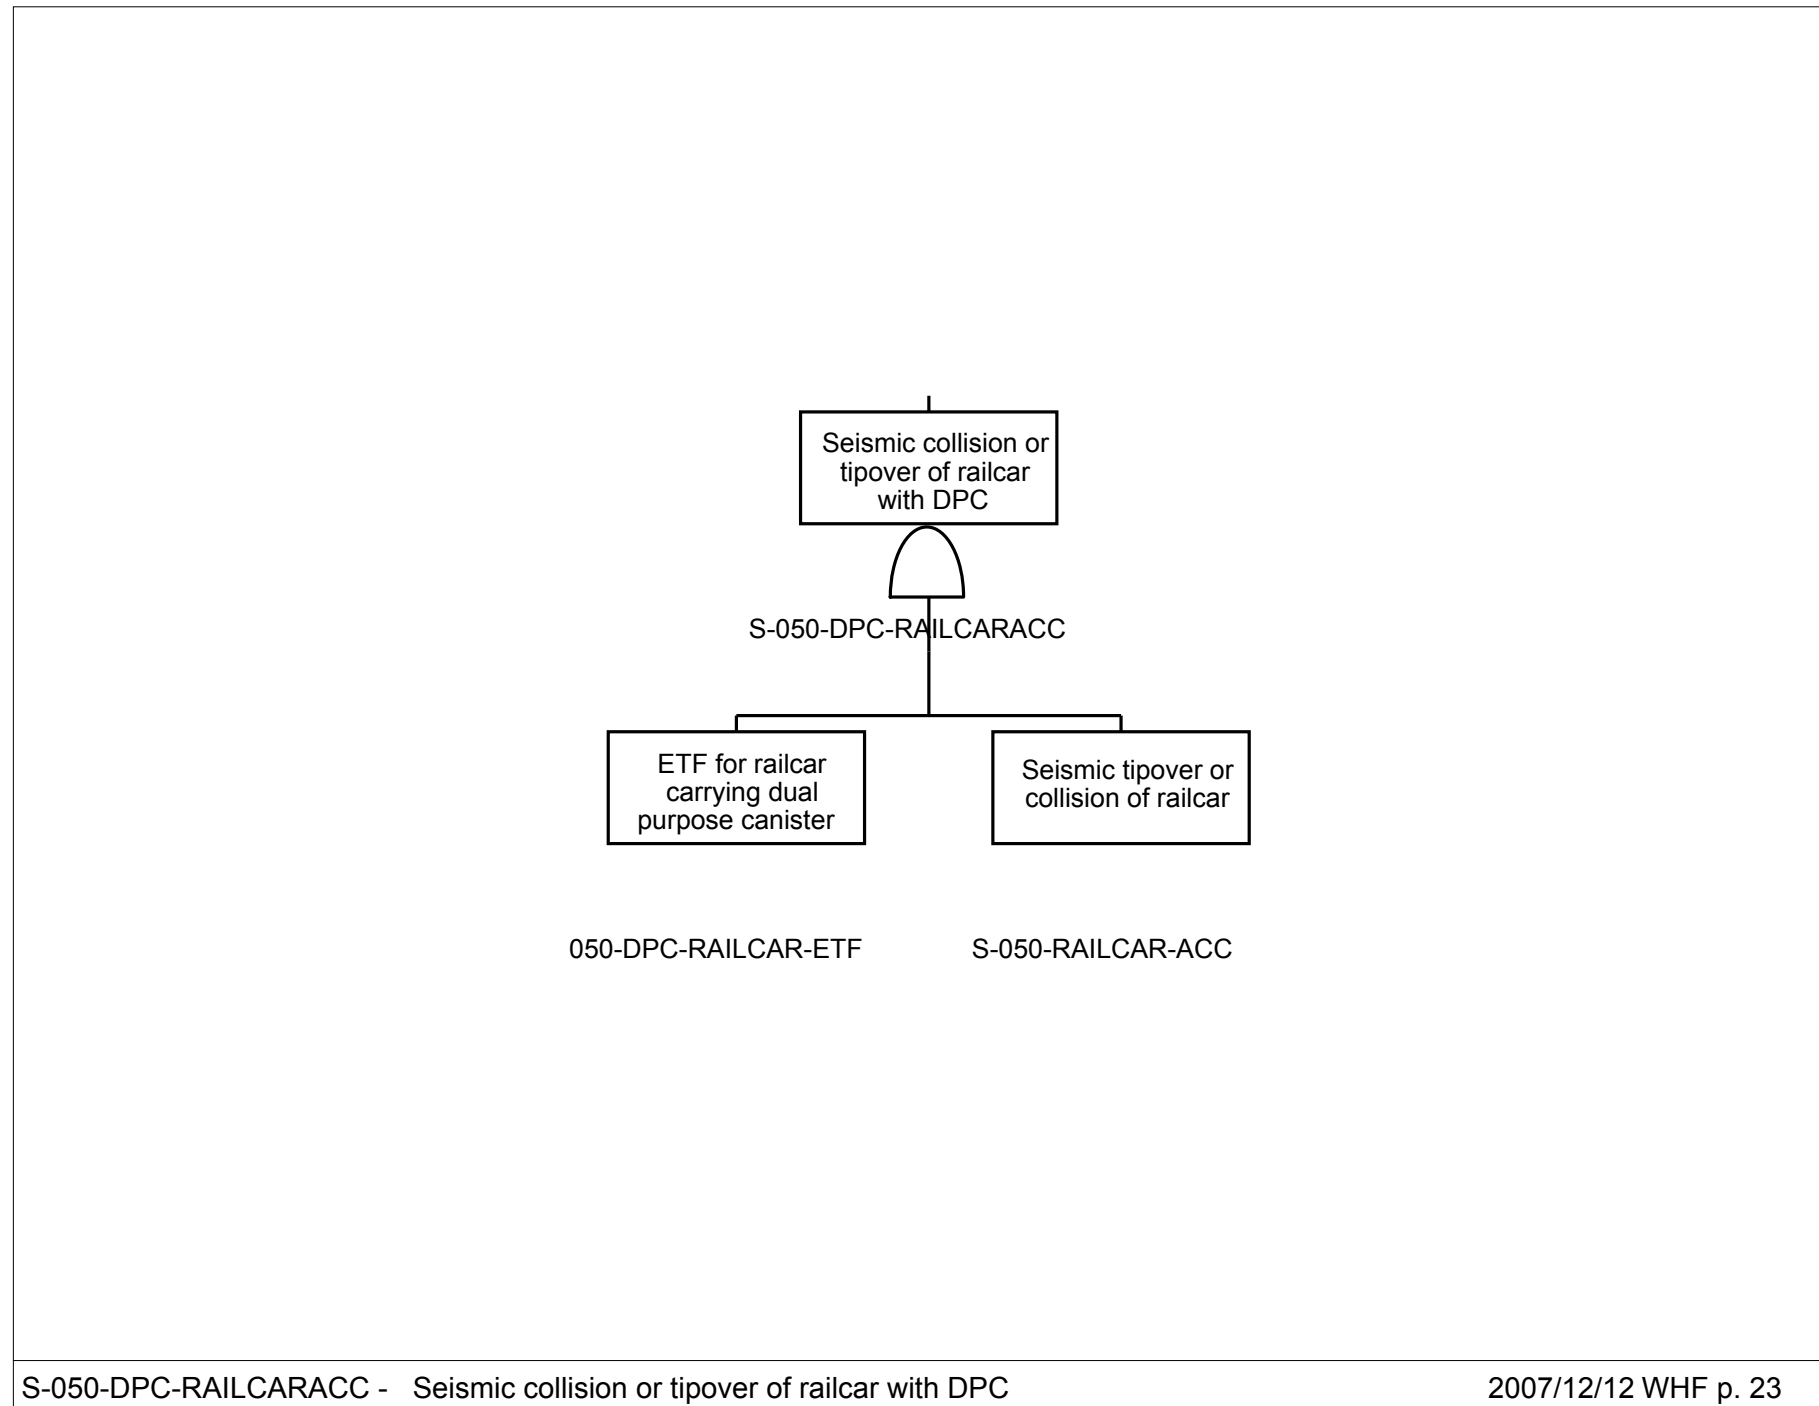 Seismic collision or
tipover of railcar
with DPC
S-050-DPC-RAILCARACC
ETF for railcar
carrying dual
purpose canister
Seismic tipover or
collision of railcar
050-DPC-RAILCAR-ETF
S-050-RAILCAR-ACC
S-050-DPC-RAILCARACC - Seismic collision or tipover of railcar with DPC
2007/12/12 WHF p. 23